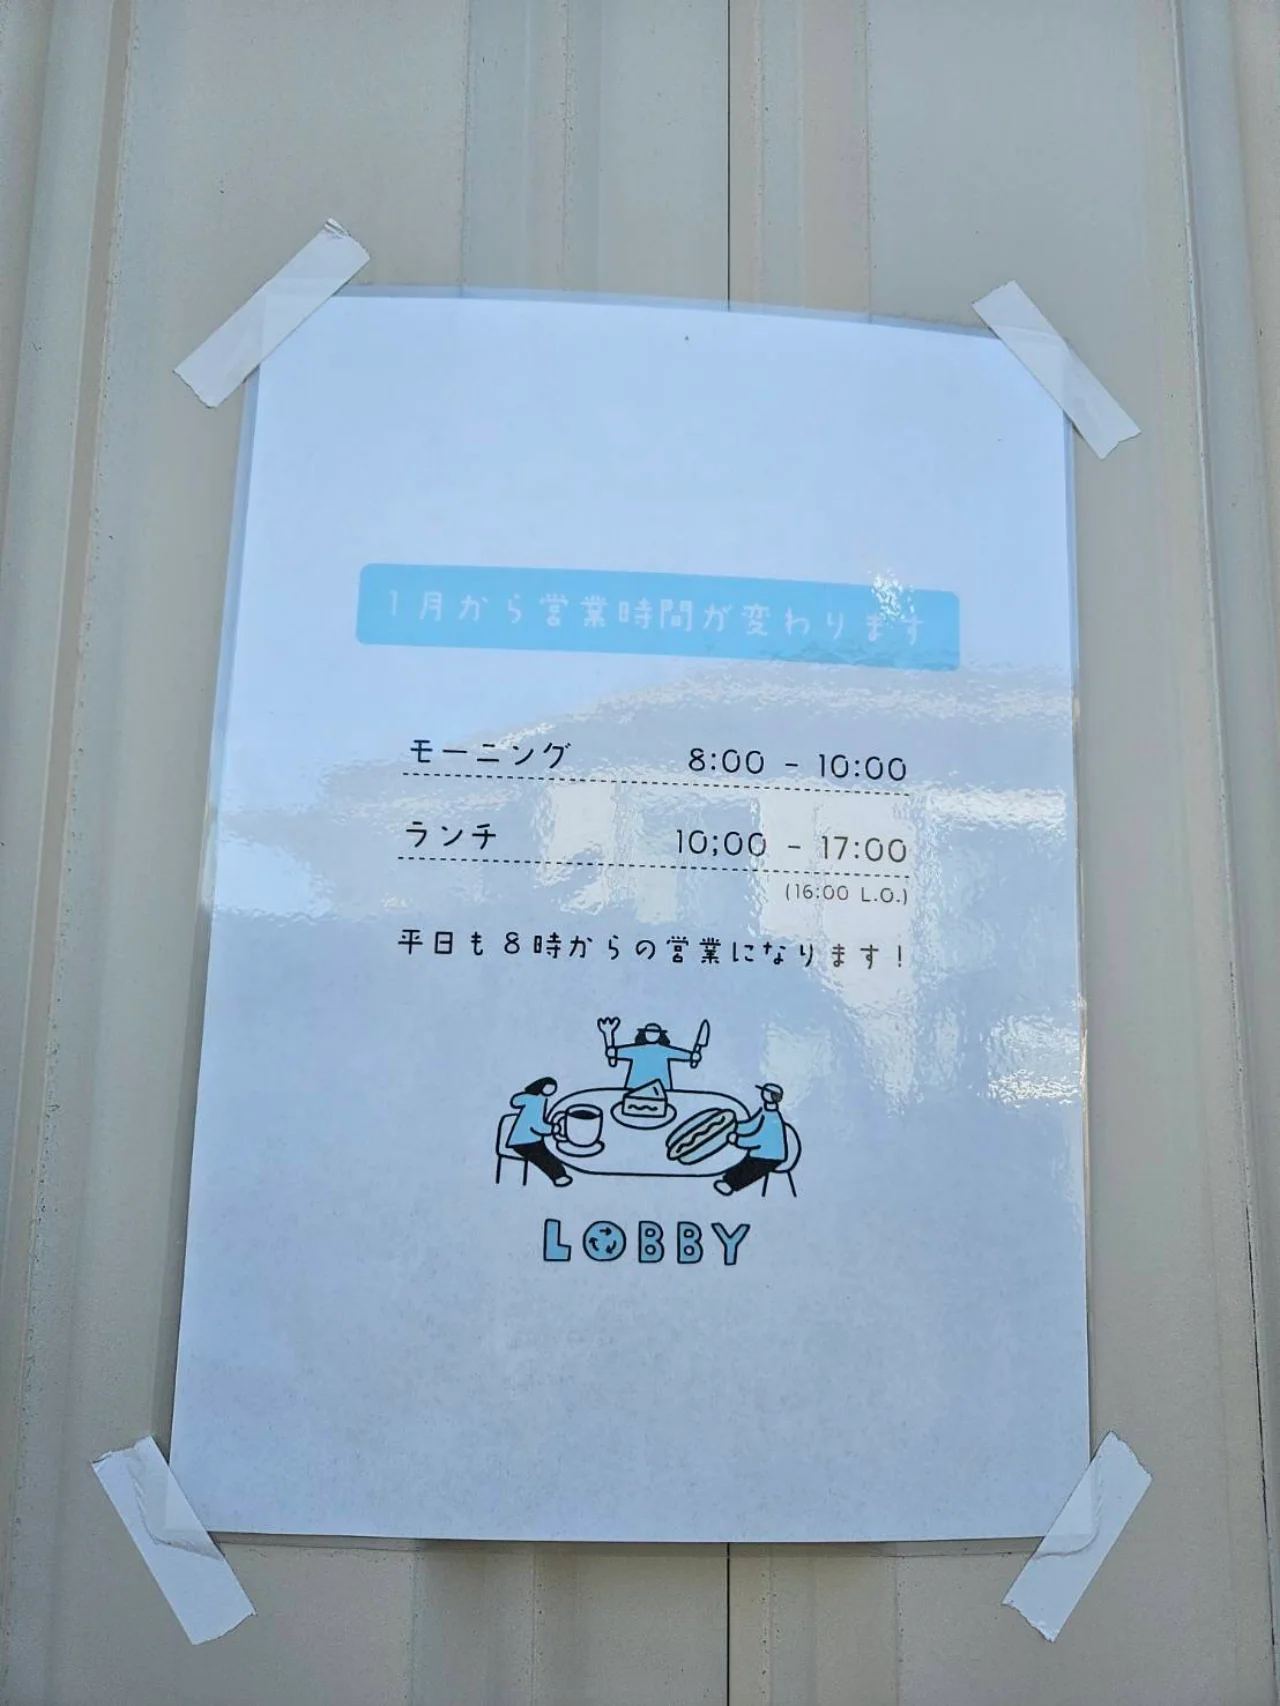 1月から営業時間が変わります
モーニング 8:00 - 10:00
ランチ 10;00 - 17:00
(16:00 L.O.)
平日も8時からの営業になります!
LOBBY